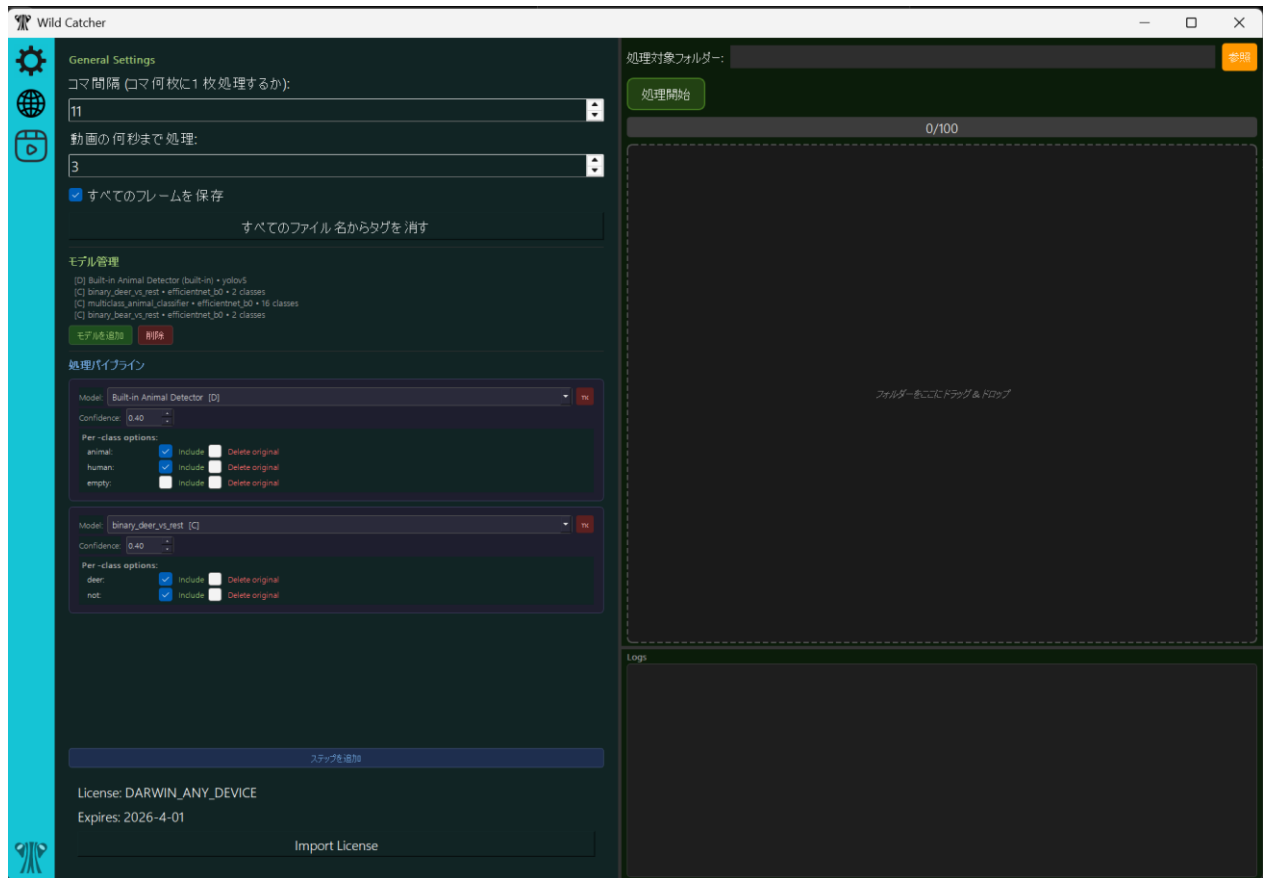 Wild Catcher
General Settings
コマ間隔 (コマ何枚に1 枚処理するか):
11
動画の何秒まで処理:
3
すべてのフレームを保存
すべてのファイル名からタグを消す
モデル管理
[D] Built-in Animal Detector (built-in) • yolov5
[C] binary_deer_vs_rest • efficientnet_b0 • 2 classes
[C] multiclass_animal_classifier • efficientnet_b0 • 16 classes
[C] binary_bear_vs_rest • efficientnet_b0 • 2 classes
モデルを追加 削除
処理パイプライン
Model: Built-in Animal Detector [D]
Confidence: 0.40
Per-class options:
animal: Include Delete original
human: Include Delete original
empty: Include Delete original
Model: binary_deer_vs_rest [C]
Confidence: 0.40
Per-class options:
deer: Include Delete original
not: Include Delete original
ステップを追加
License: DARWIN_ANY_DEVICE
Expires: 2026-4-01
Import License
処理対象フォルダー: 参照
処理開始
0/100
フォルダーをここにドラッグ & ドロップ
Logs